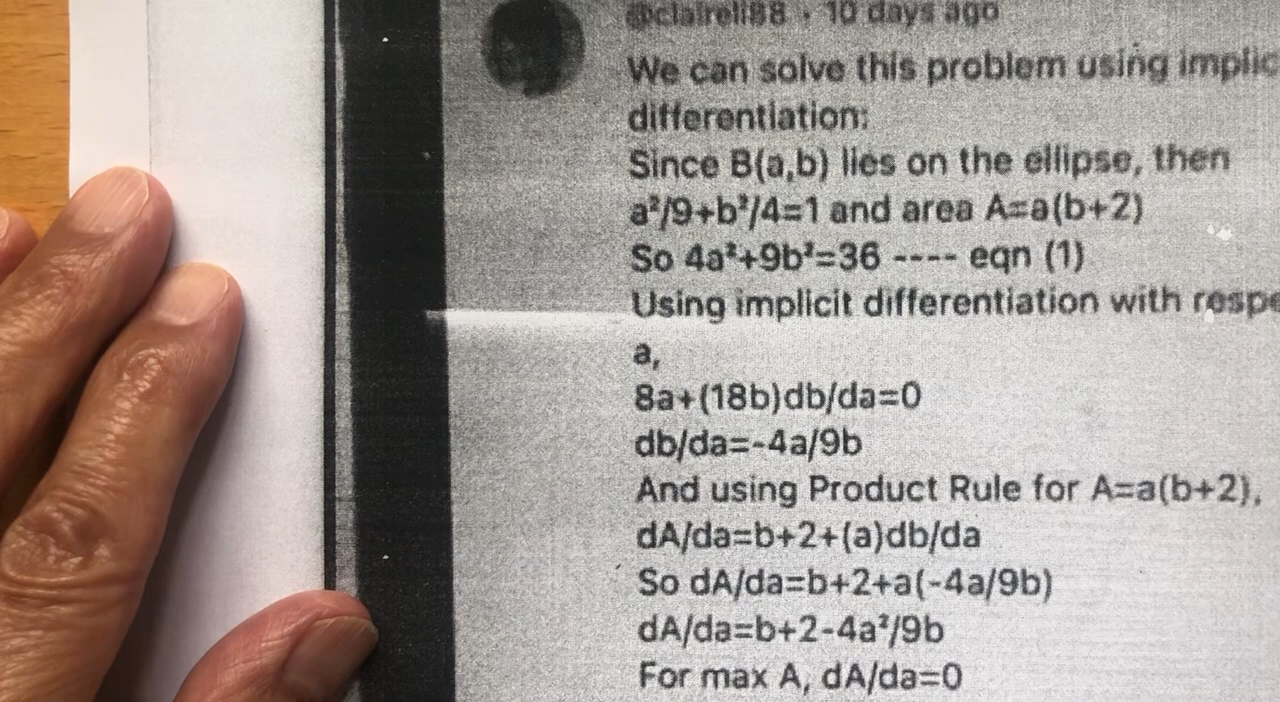 @claireli88 · 10 days ago
We can solve this problem using implic
differentiation:
Since B(a,b) lies on the ellipse, then
a²/9+b²/4=1 and area A=a(b+2)
So 4a²+9b²=36 ---- eqn (1)
Using implicit differentiation with respe
a,
8a+(18b)db/da=0
db/da=-4a/9b
And using Product Rule for A=a(b+2),
dA/da=b+2+(a)db/da
So dA/da=b+2+a(-4a/9b)
dA/da=b+2-4a²/9b
For max A, dA/da=0